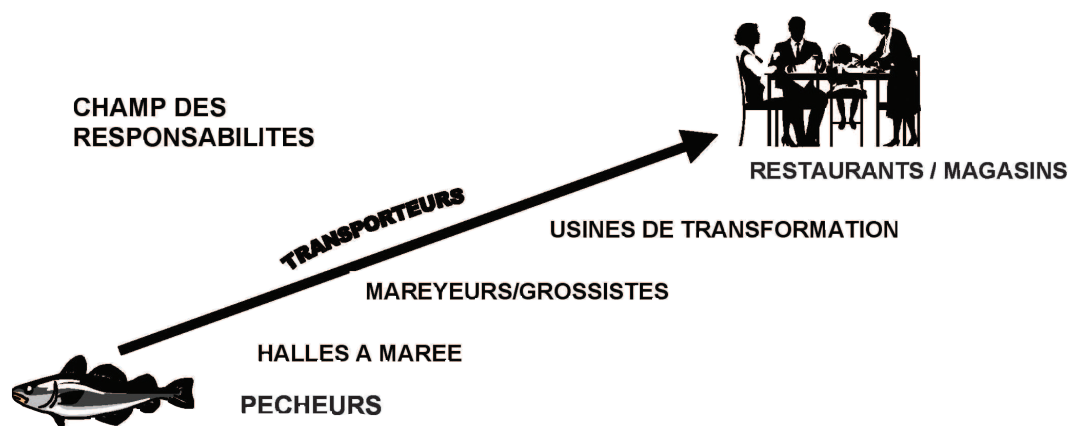 CHAMP DES
RESPONSABILITES
RESTAURANTS / MAGASINS
TRANSPORTEURS
USINES DE TRANSFORMATION
MAREYEURS/GROSSISTES
HALLES A MAREE
PECHEURS